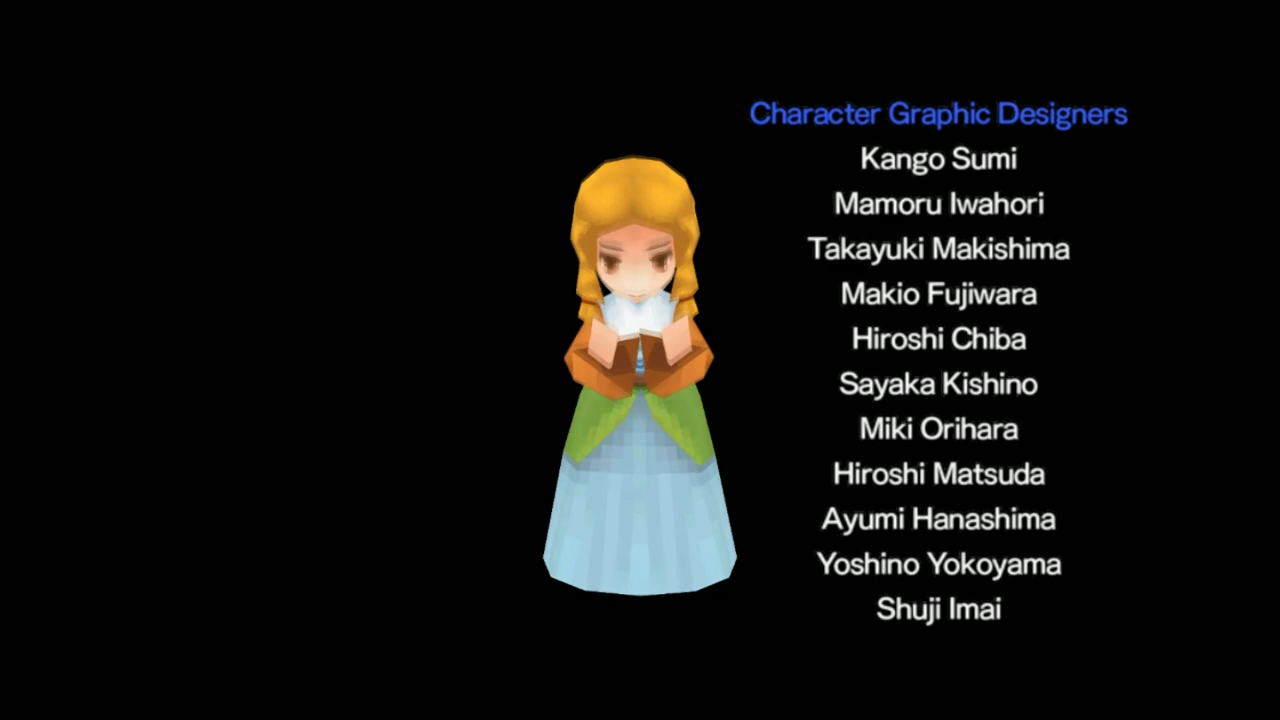 Character Graphic Designers
Kango Sumi
Mamoru Iwahori
Takayuki Makishima
Makio Fujiwara
Hiroshi Chiba
Sayaka Kishino
Miki Orihara
Hiroshi Matsuda
Ayumi Hanashima
Yoshino Yokoyama
Shuji Imai